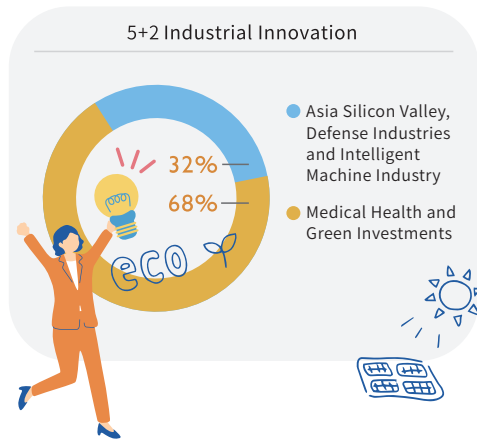 5+2 Industrial Innovation
32%
68%
Asia Silicon Valley,
Defense Industries
and Intelligent
Machine Industry
Medical Health and
Green Investments
eco